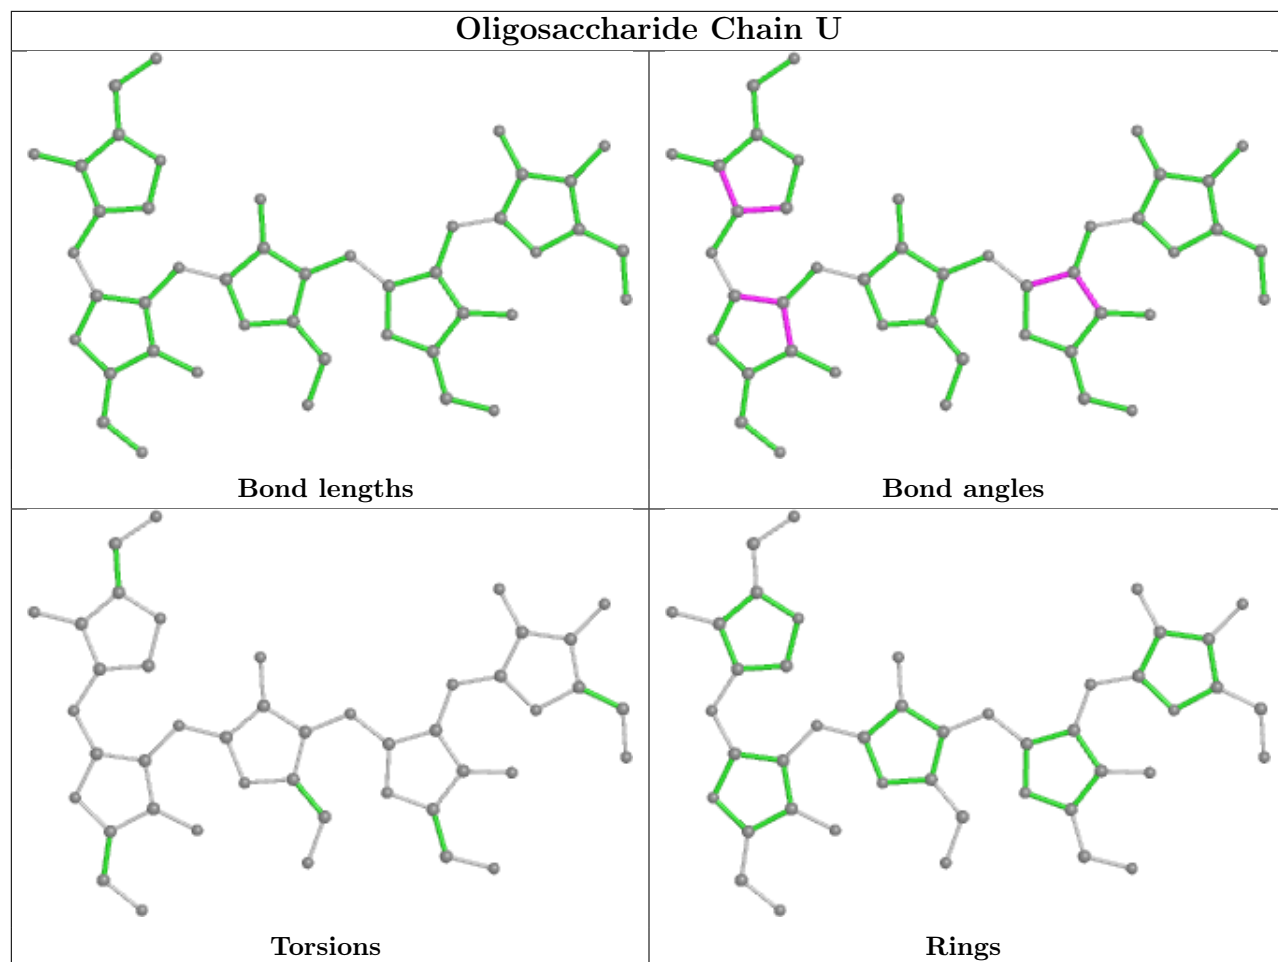 Oligosaccharide Chain U
Bond lengths
Bond angles
Torsions
Rings